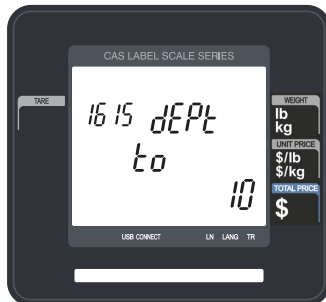 CAS LABEL SCALE SERIES
TARE
WEIGHT
lb
kg
UNIT PRICE
$/lb
$/kg
TOTAL PRICE
$
1615 dEPt
to
10
USB CONNECT LN LANG TR